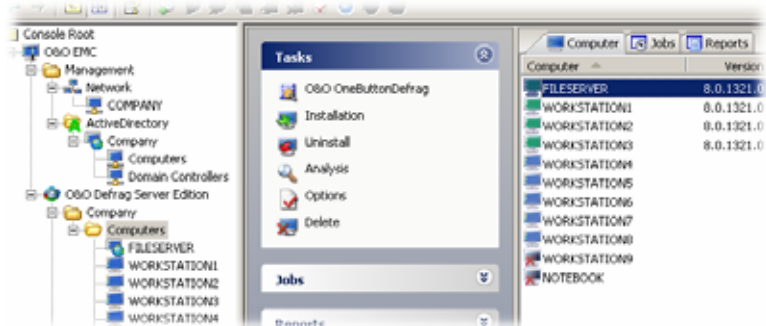 Console Root
O&O EMC
Management
Network
COMPANY
ActiveDirectory
Company
Computers
Domain Controllers
O&O Defrag Server Edition
Company
Computers
FILESERVER
WORKSTATION1
WORKSTATION2
WORKSTATION3
WORKSTATION4
Tasks
O&O OneButtonDefrag
Installation
Uninstall
Analysis
Options
Delete
Jobs
Reports
Computer Jobs Reports
Computer Version
FILESERVER 8.0.1321.0
WORKSTATION1 8.0.1321.0
WORKSTATION2 8.0.1321.0
WORKSTATION3 8.0.1321.0
WORKSTATION4
WORKSTATION5
WORKSTATION6
WORKSTATION7
WORKSTATION8
WORKSTATION9
NOTEBOOK